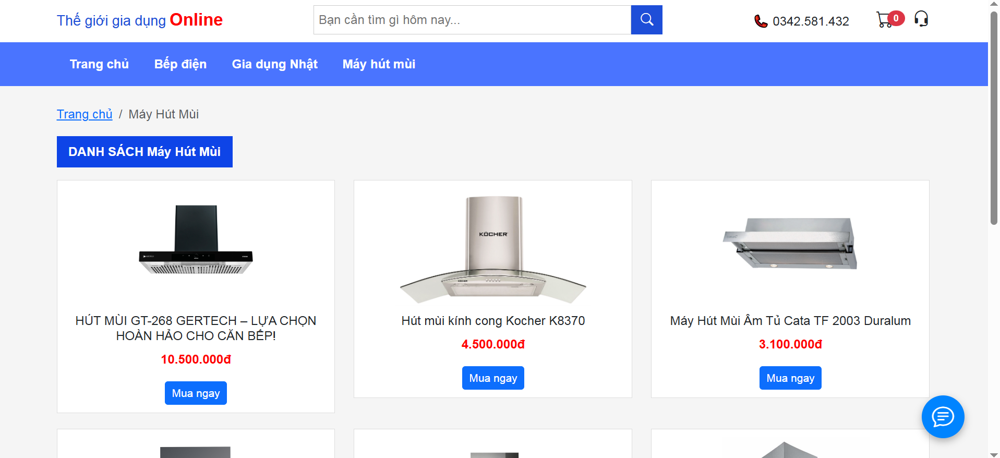 Thế giới gia dụng Online
Bạn cần tìm gì hôm nay...
0342.581.432
0
Trang chủ
Bếp điện
Gia dụng Nhật
Máy hút mùi
Trang chủ / Máy Hút Mùi
DANH SÁCH Máy Hút Mùi
KÖCHER
KÖCHER
HÚT MÙI GT-268 GERTECH – LỰA CHỌN
HOÀN HẢO CHO CĂN BẾP!
10.500.000đ
Mua ngay
Hút mùi kính cong Kocher K8370
4.500.000đ
Mua ngay
Máy Hút Mùi Âm Tủ Cata TF 2003 Duralum
3.100.000đ
Mua ngay